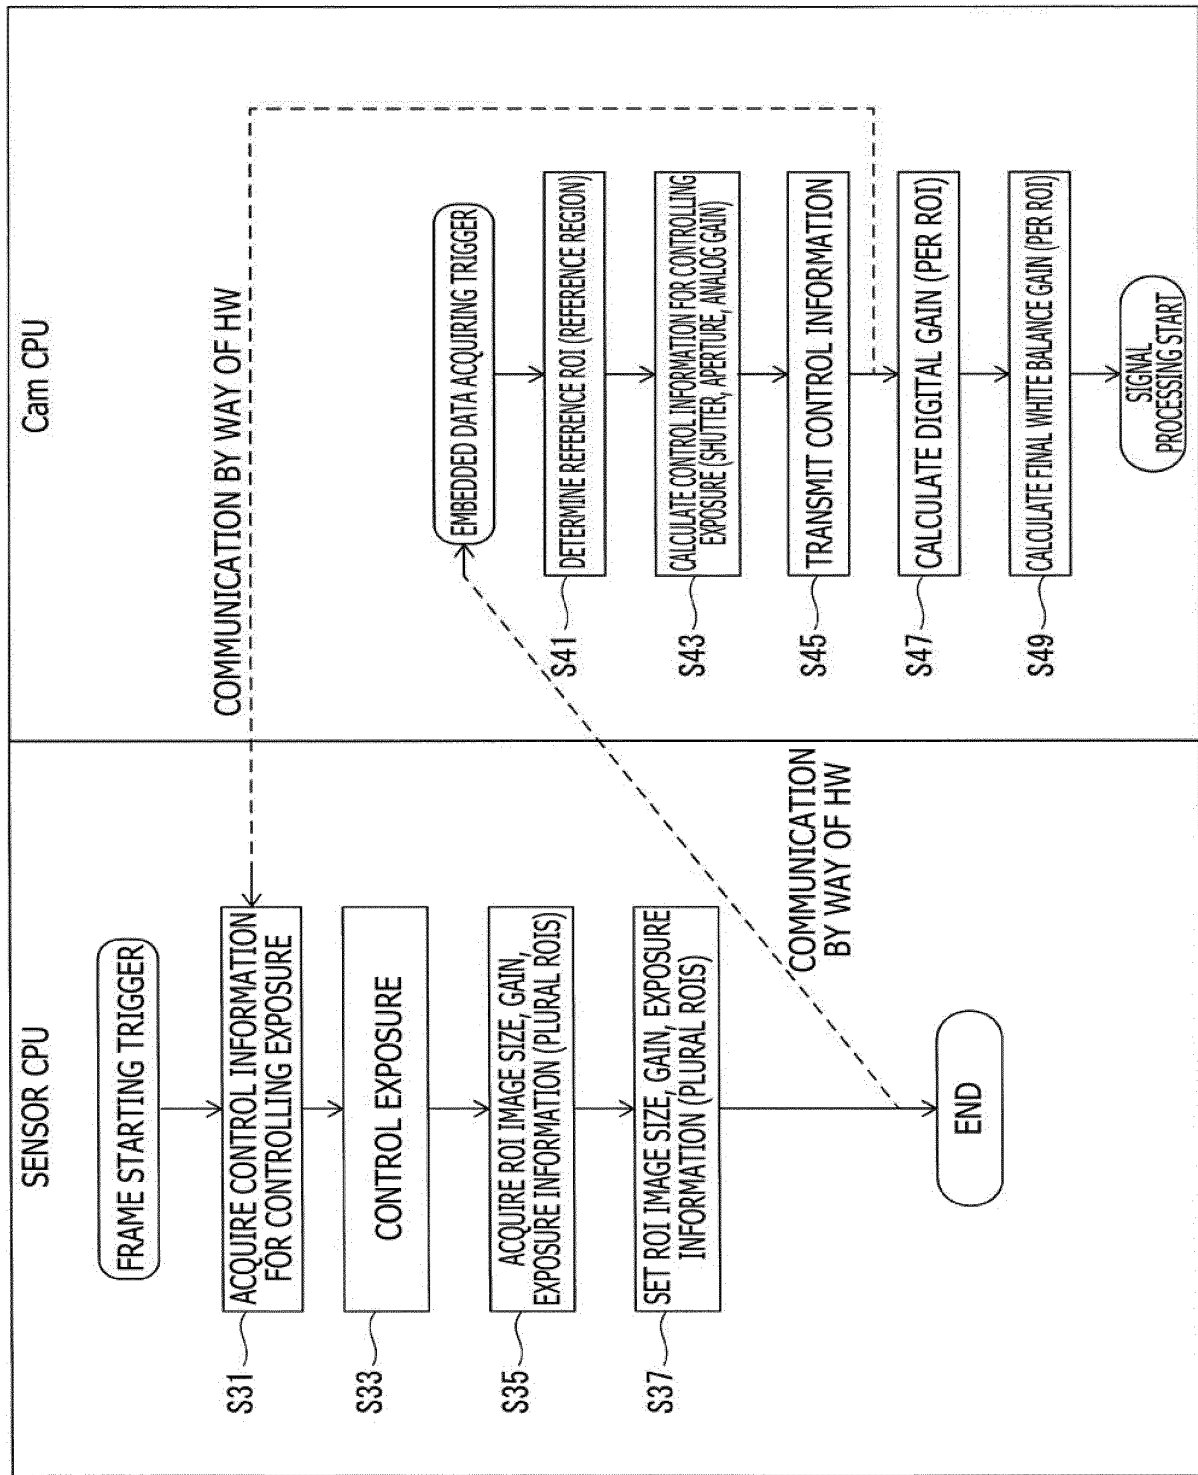 SENSOR CPU
FRAME STARTING TRIGGER
S31
ACQUIRE CONTROL INFORMATION
FOR CONTROLLING EXPOSURE
S33
CONTROL EXPOSURE
S35
ACQUIRE ROI IMAGE SIZE, GAIN,
EXPOSURE INFORMATION (PLURAL ROIS)
S37
SET ROI IMAGE SIZE, GAIN, EXPOSURE
INFORMATION (PLURAL ROIS)
END
COMMUNICATION
BY WAY OF HW
Cam CPU
COMMUNICATION BY WAY OF HW
EMBEDDED DATA ACQUIRING TRIGGER
S41
DETERMINE REFERENCE ROI (REFERENCE REGION)
S43
CALCULATE CONTROL INFORMATION FOR CONTROLLING
EXPOSURE (SHUTTER, APERTURE, ANALOG GAIN)
S45
TRANSMIT CONTROL INFORMATION
S47
CALCULATE DIGITAL GAIN (PER ROI)
S49
CALCULATE FINAL WHITE BALANCE GAIN (PER ROI)
SIGNAL
PROCESSING START